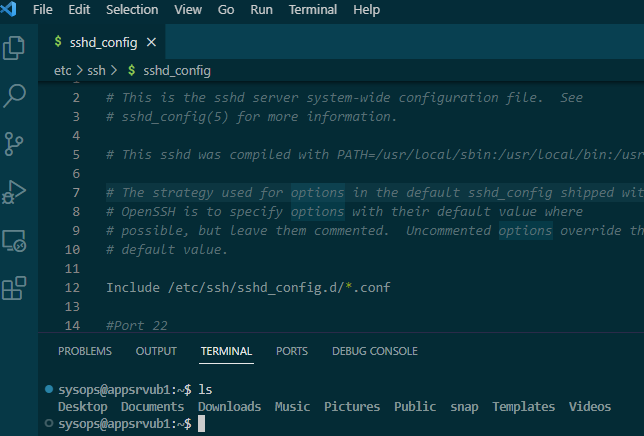 File Edit Selection View Go Run Terminal Help
$ sshd_config ×
etc > ssh > $ sshd_config
2 # This is the sshd server system-wide configuration file.  See
3 # sshd_config(5) for more information.
4
5 # This sshd was compiled with PATH=/usr/local/sbin:/usr/local/bin:/usr
6
7 # The strategy used for options in the default sshd_config shipped wit
8 # OpenSSH is to specify options with their default value where
9 # possible, but leave them commented.  Uncommented options override th
10 # default value.
11
12 Include /etc/ssh/sshd_config.d/*.conf
13
14 #Port 22
PROBLEMS OUTPUT TERMINAL PORTS DEBUG CONSOLE
sysops@appsrvub1:~$ ls
Desktop  Documents  Downloads  Music  Pictures  Public  snap  Templates  Videos
sysops@appsrvub1:~$